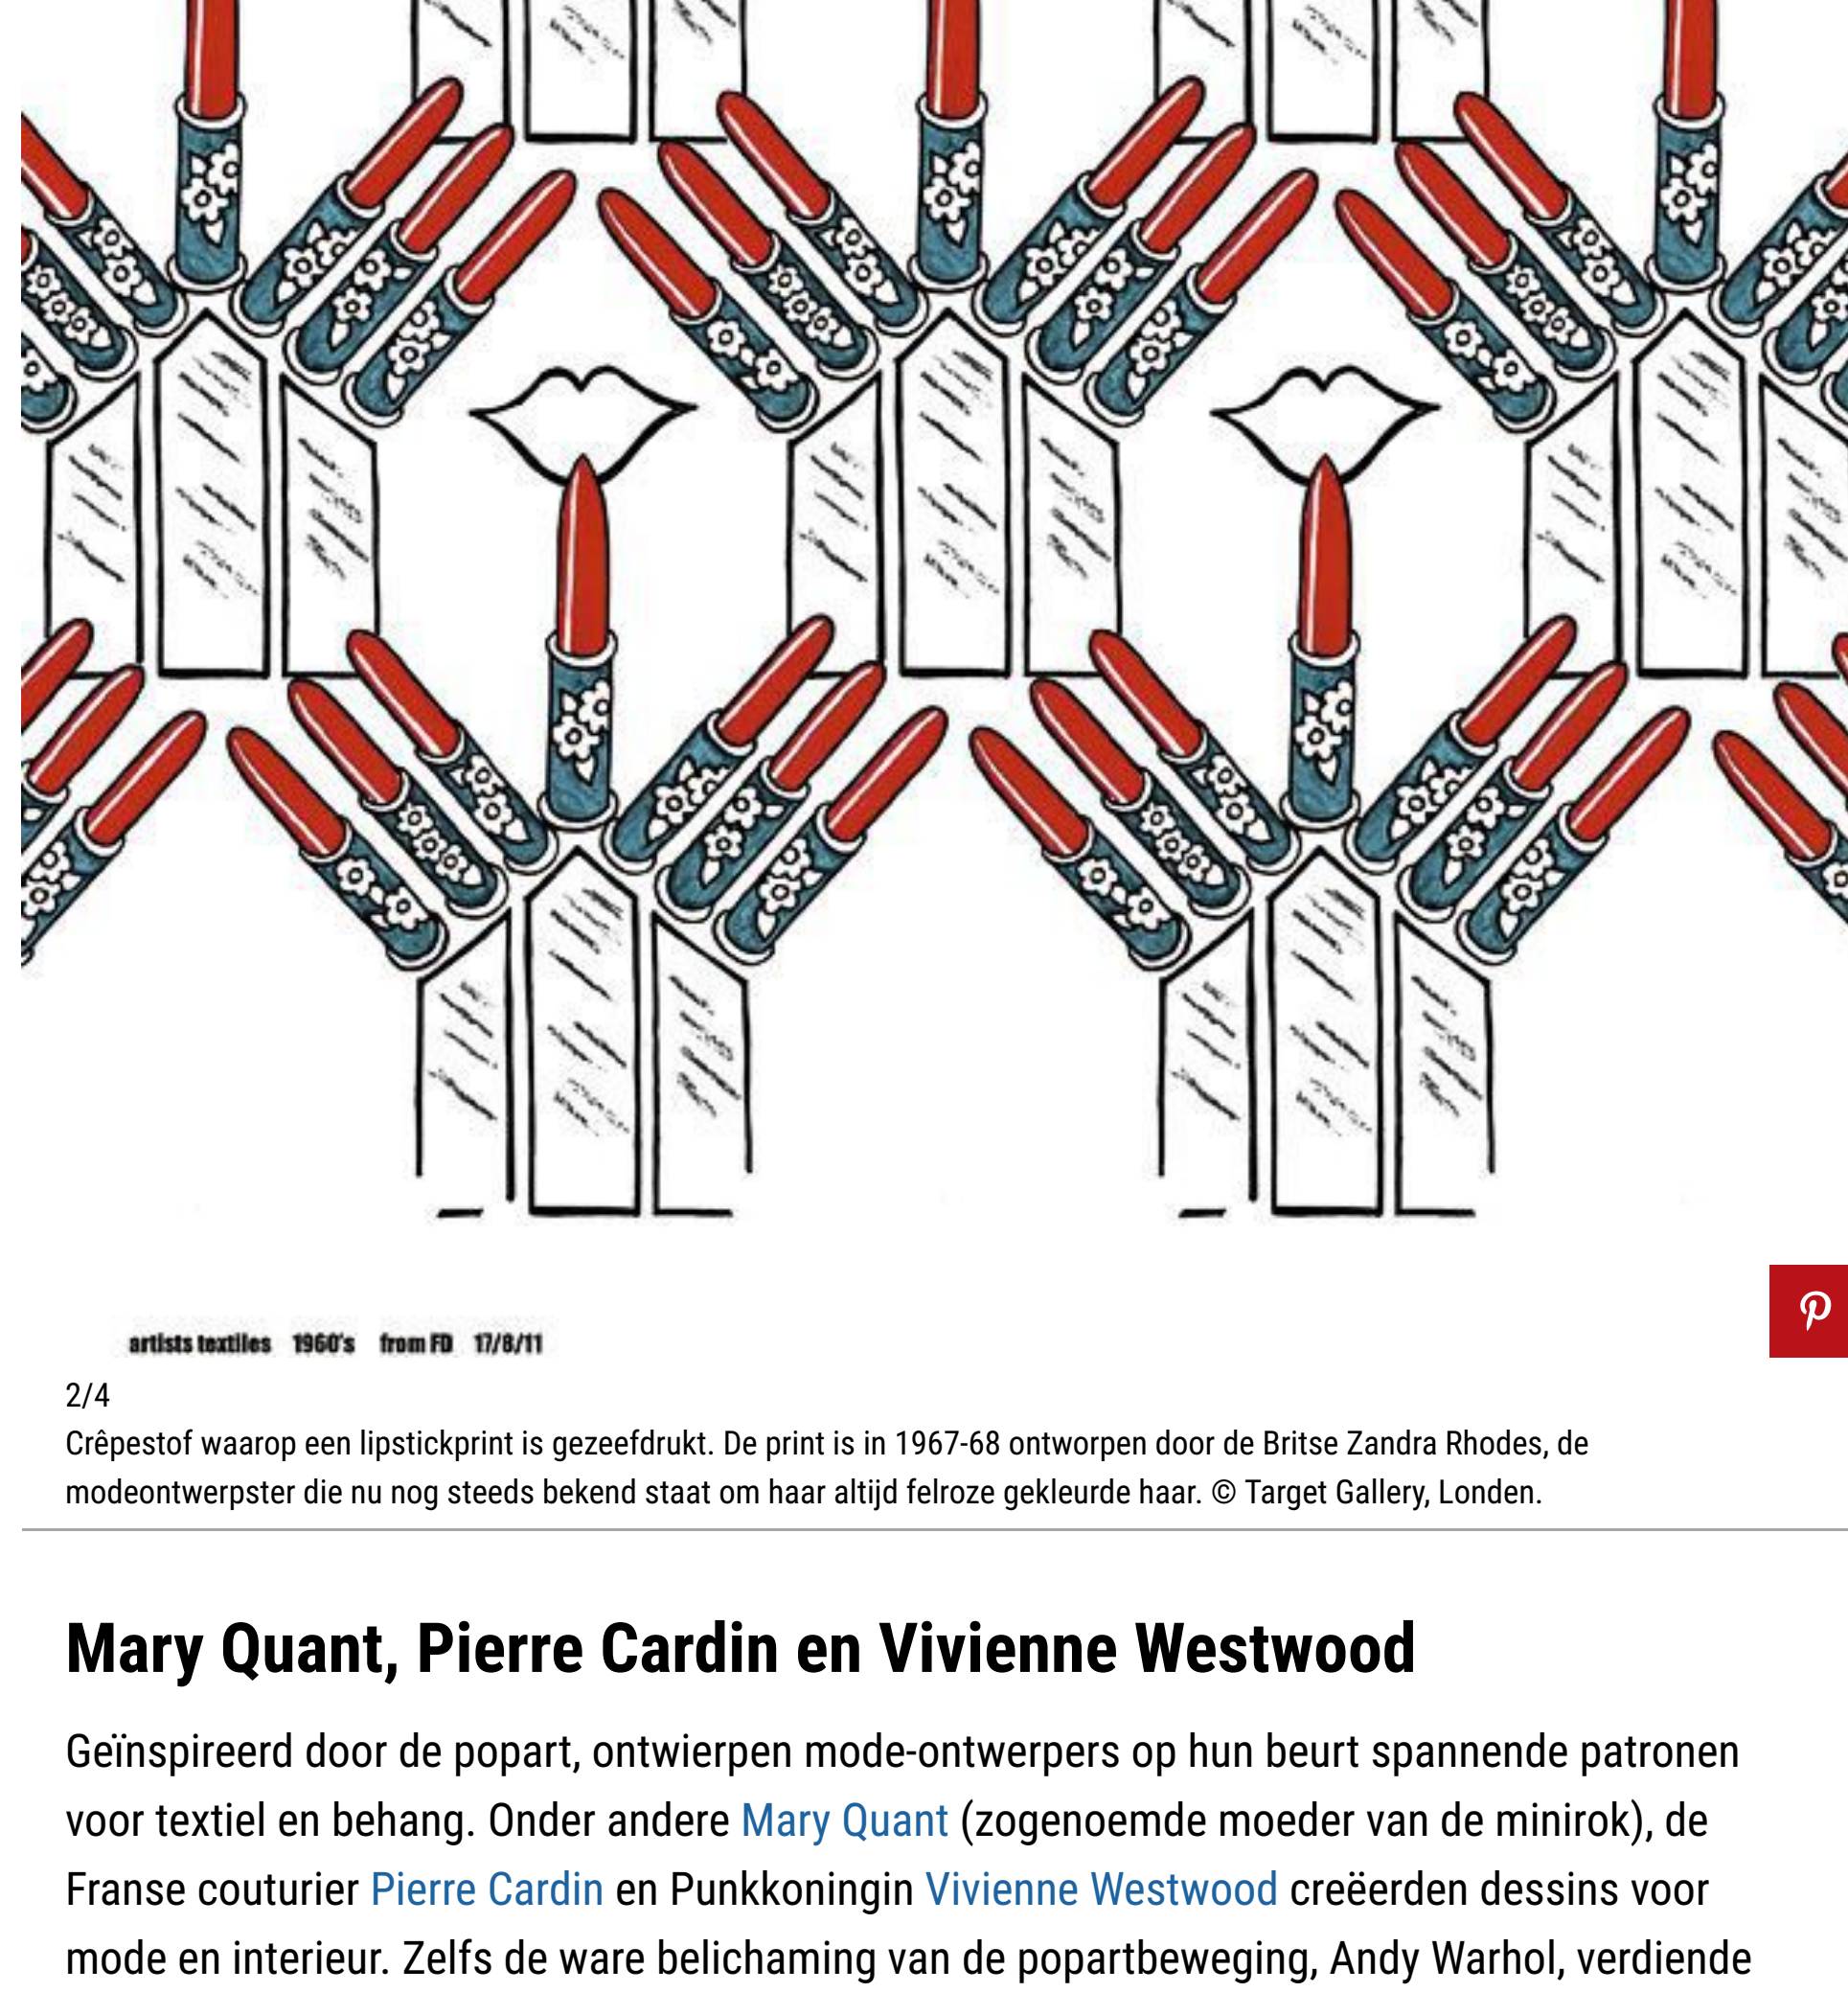 artists textiles 1960's from FD 17/8/11
2/4
Crêpestof waarop een lipstickprint is gezeefdrukt. De print is in 1967-68 ontworpen door de Britse Zandra Rhodes, de
modeontwerpster die nu nog steeds bekend staat om haar altijd felroze gekleurde haar. © Target Gallery, Londen.
Mary Quant, Pierre Cardin en Vivienne Westwood
Geïnspireerd door de popart, ontwierpen mode-ontwerpers op hun beurt spannende patronen
voor textiel en behang. Onder andere Mary Quant (zogenoemde moeder van de minirok), de
Franse couturier Pierre Cardin en Punkkoningin Vivienne Westwood creëerden dessins voor
mode en interieur. Zelfs de ware belichaming van de popartbeweging, Andy Warhol, verdiende